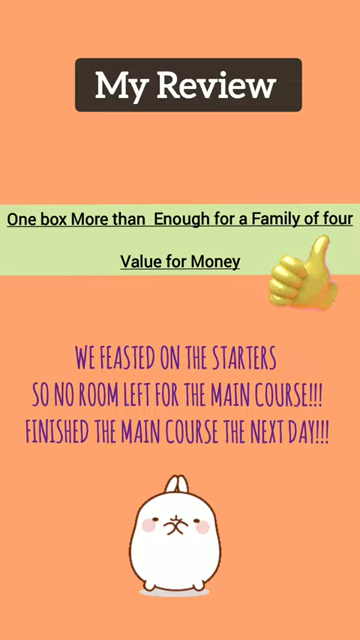 My Review
One box More than Enough for a Family of four
Value for Money
WE FEASTED ON THE STARTERS
SO NO ROOM LEFT FOR THE MAIN COURSE!!!
FINISHED THE MAIN COURSE THE NEXT DAY!!!